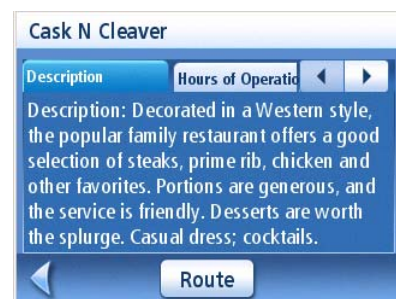 Cask N Cleaver
Description Hours of Operatio
Description: Decorated in a Western style,
the popular family restaurant offers a good
selection of steaks, prime rib, chicken and
other favorites. Portions are generous, and
the service is friendly. Desserts are worth
the splurge. Casual dress; cocktails.
Route